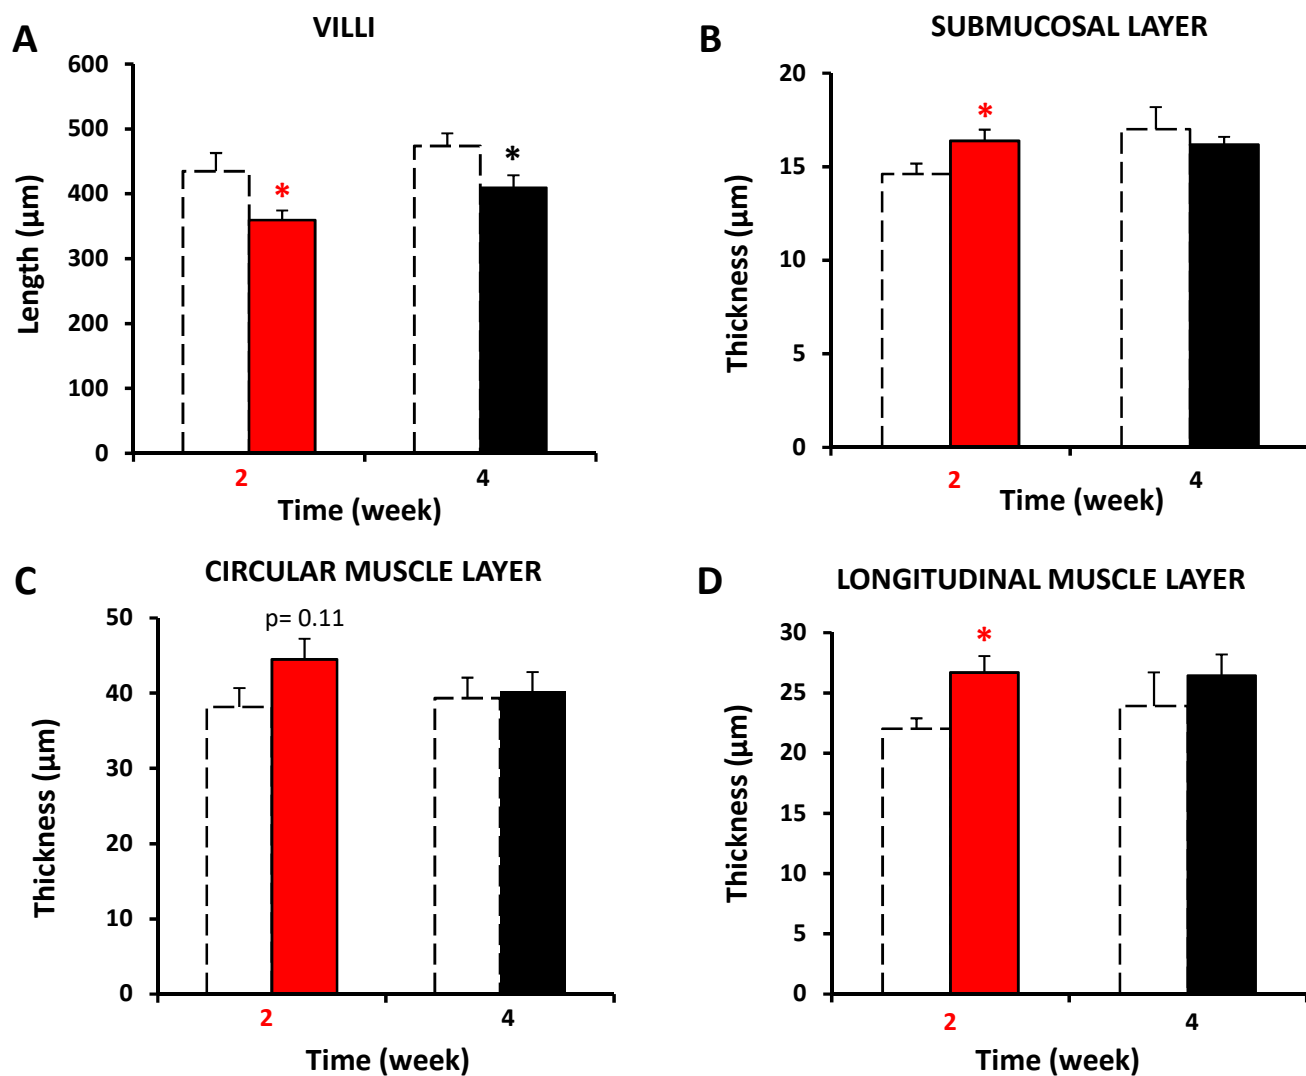 A
VILLI
600
500
400
300
200
100
0
Length (μm)
*
*
2
4
Time (week)
B
SUBMUCOSAL LAYER
20
15
10
5
0
Thickness (μm)
*
2
4
Time (week)
C
CIRCULAR MUSCLE LAYER
50
40
30
20
10
0
Thickness (μm)
p= 0.11
2
4
Time (week)
D
LONGITUDINAL MUSCLE LAYER
30
25
20
15
10
5
0
Thickness (μm)
*
2
4
Time (week)